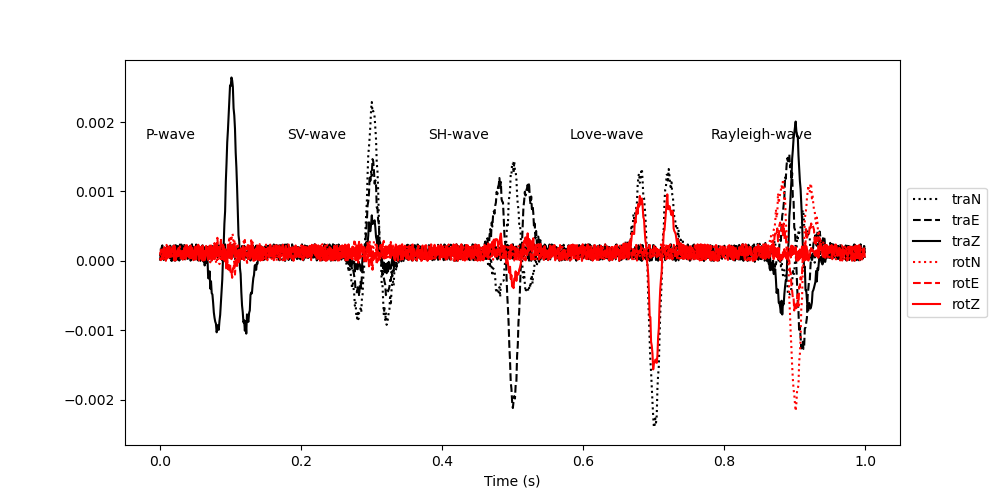 P-wave
SV-wave
SH-wave
Love-wave
Rayleigh-wave
0.002
0.001
0.000
−0.001
−0.002
0.0
0.2
0.4
0.6
0.8
1.0
Time (s)
traN
traE
traZ
rotN
rotE
rotZ